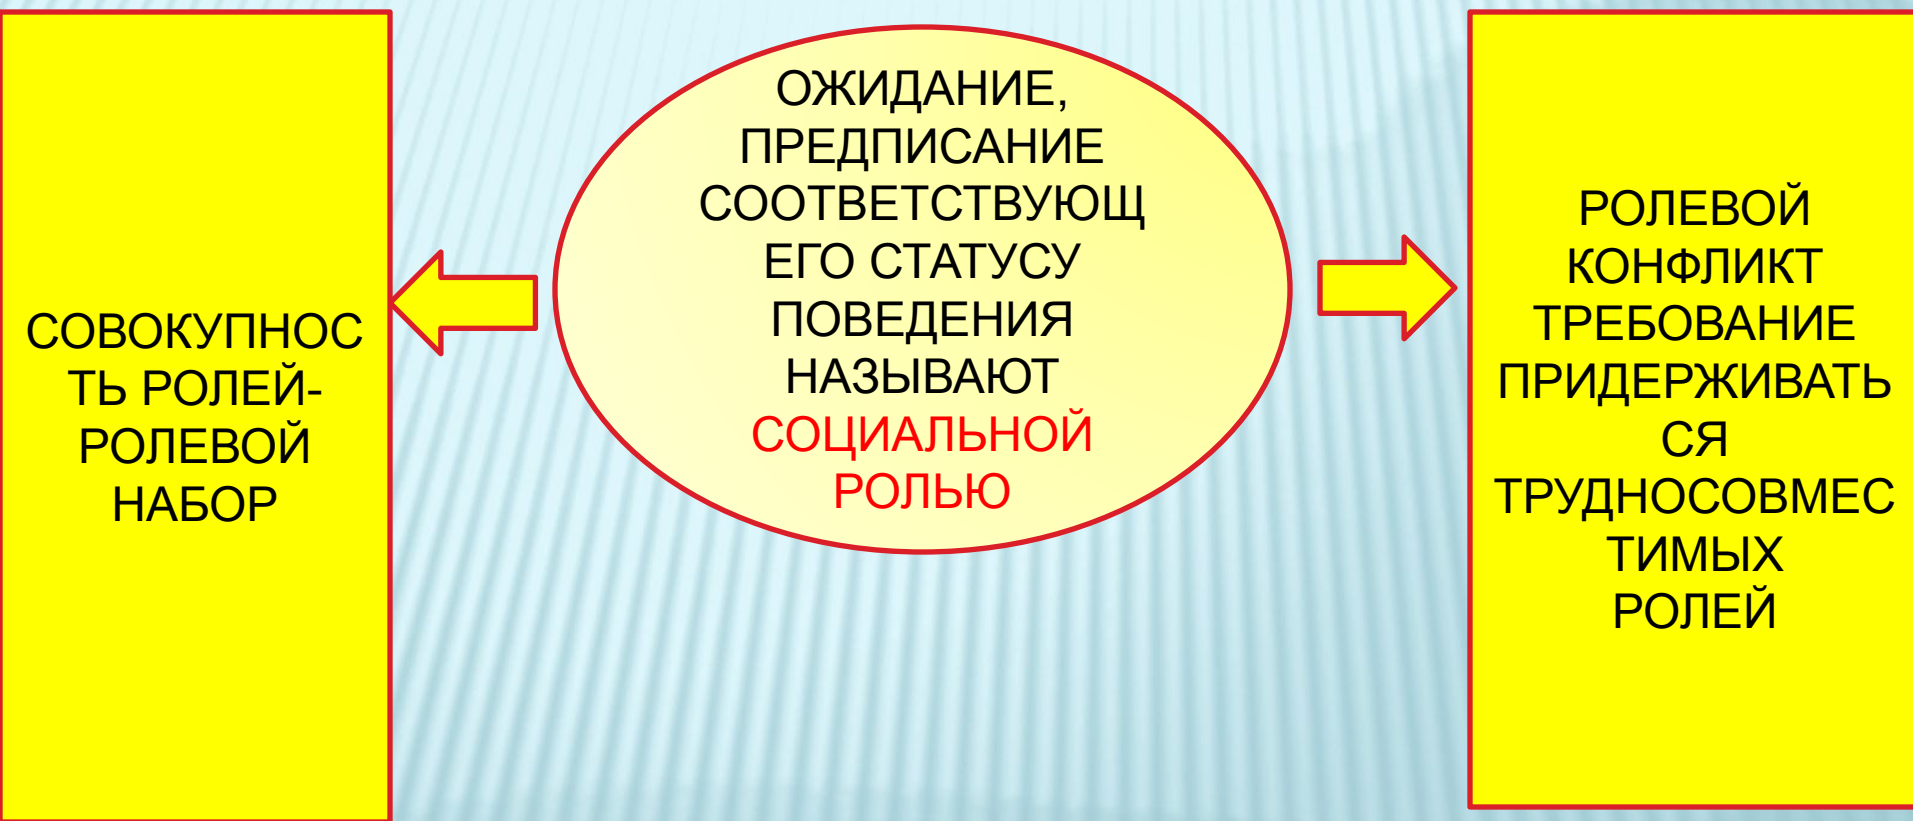 СОВОКУПНОС
ТЬ РОЛЕЙ-
РОЛЕВОЙ
НАБОР
ОЖИДАНИЕ,
ПРЕДПИСАНИЕ
СООТВЕТСТВУЮЩ
ЕГО СТАТУСУ
ПОВЕДЕНИЯ
НАЗЫВАЮТ
СОЦИАЛЬНОЙ
РОЛЬЮ
РОЛЕВОЙ
КОНФЛИКТ
ТРЕБОВАНИЕ
ПРИДЕРЖИВАТЬ
СЯ
ТРУДНОСОВМЕС
ТИМЫХ
РОЛЕЙ